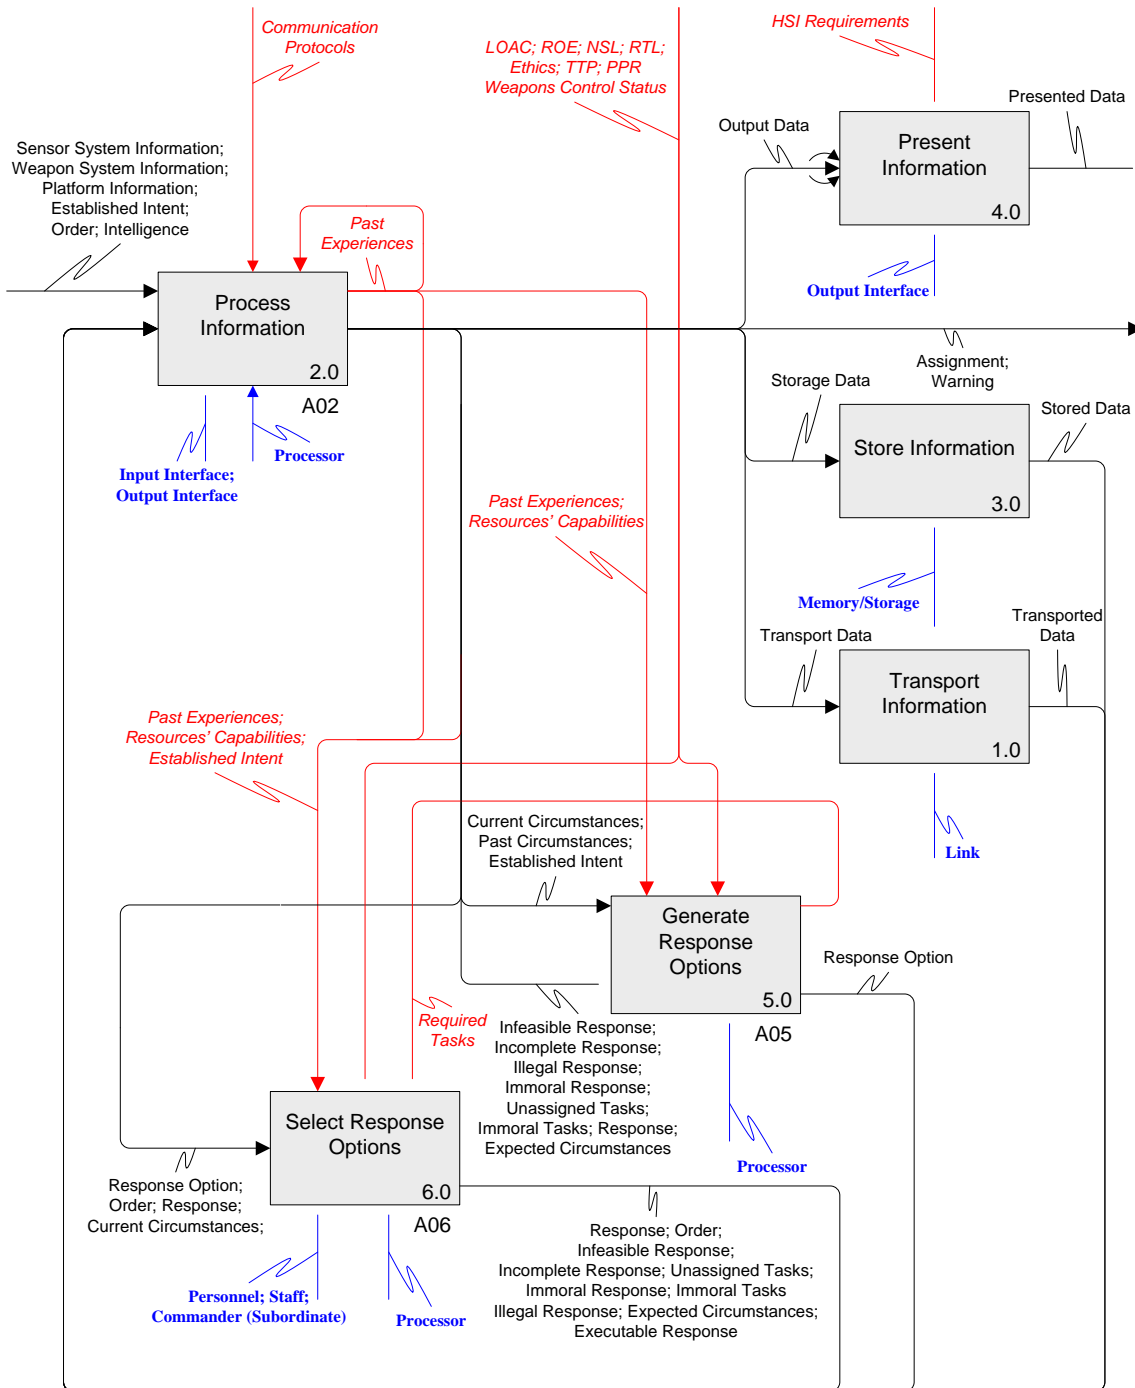 Communication
Protocols
LOAC; ROE; NSL; RTL;
Ethics; TTP; PPR
Weapons Control Status
HSI Requirements
Output Data
Presented Data
Present
Information
4.0
Output Interface
Sensor System Information;
Weapon System Information;
Platform Information;
Established Intent;
Order; Intelligence
Past
Experiences
Process
Information
2.0
A02
Input Interface;
Output Interface
Processor
Assignment;
Warning
Storage Data
Stored Data
Store Information
3.0
Memory/Storage
Past Experiences;
Resources’ Capabilities
Transport Data
Transported
Data
Transport
Information
1.0
Link
Past Experiences;
Resources’ Capabilities;
Established Intent
Current Circumstances;
Past Circumstances;
Established Intent
Generate
Response
Options
5.0
A05
Response Option
Processor
Required
Tasks
Infeasible Response;
Incomplete Response;
Illegal Response;
Immoral Response;
Unassigned Tasks;
Immoral Tasks; Response;
Expected Circumstances
Select Response
Options
6.0
A06
Response Option;
Order; Response;
Current Circumstances;
Personnel; Staff;
Commander (Subordinate)
Processor
Response; Order;
Infeasible Response;
Incomplete Response; Unassigned Tasks;
Immoral Response; Immoral Tasks
Illegal Response; Expected Circumstances;
Executable Response